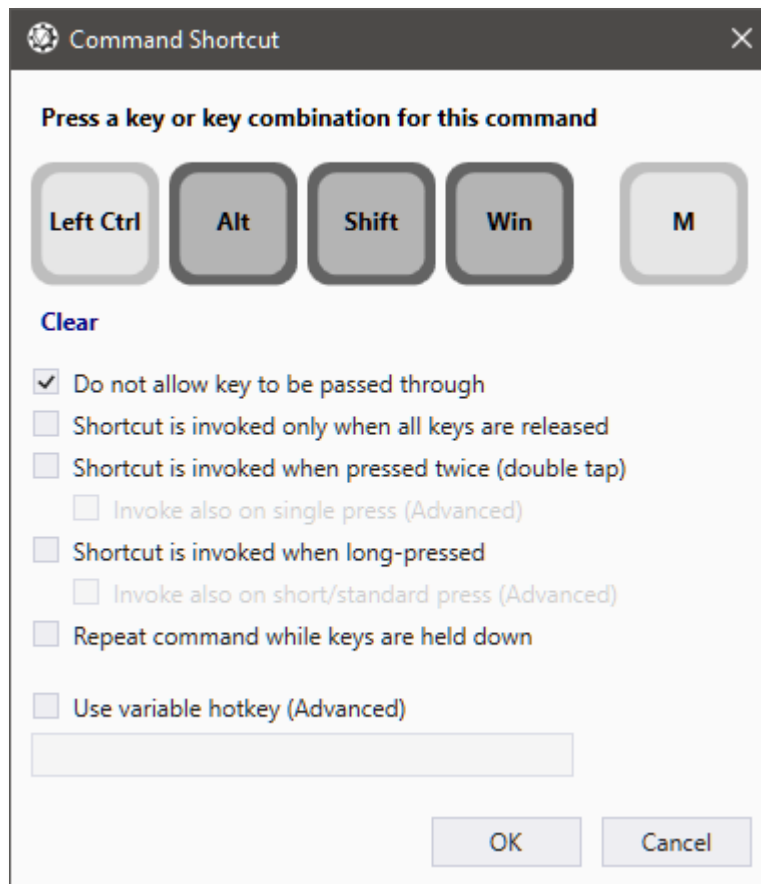 Command Shortcut
Press a key or key combination for this command
Left Ctrl Alt Shift Win M
Clear
Do not allow key to be passed through
Shortcut is invoked only when all keys are released
Shortcut is invoked when pressed twice (double tap)
Invoke also on single press (Advanced)
Shortcut is invoked when long-pressed
Invoke also on short/standard press (Advanced)
Repeat command while keys are held down
Use variable hotkey (Advanced)
OK Cancel